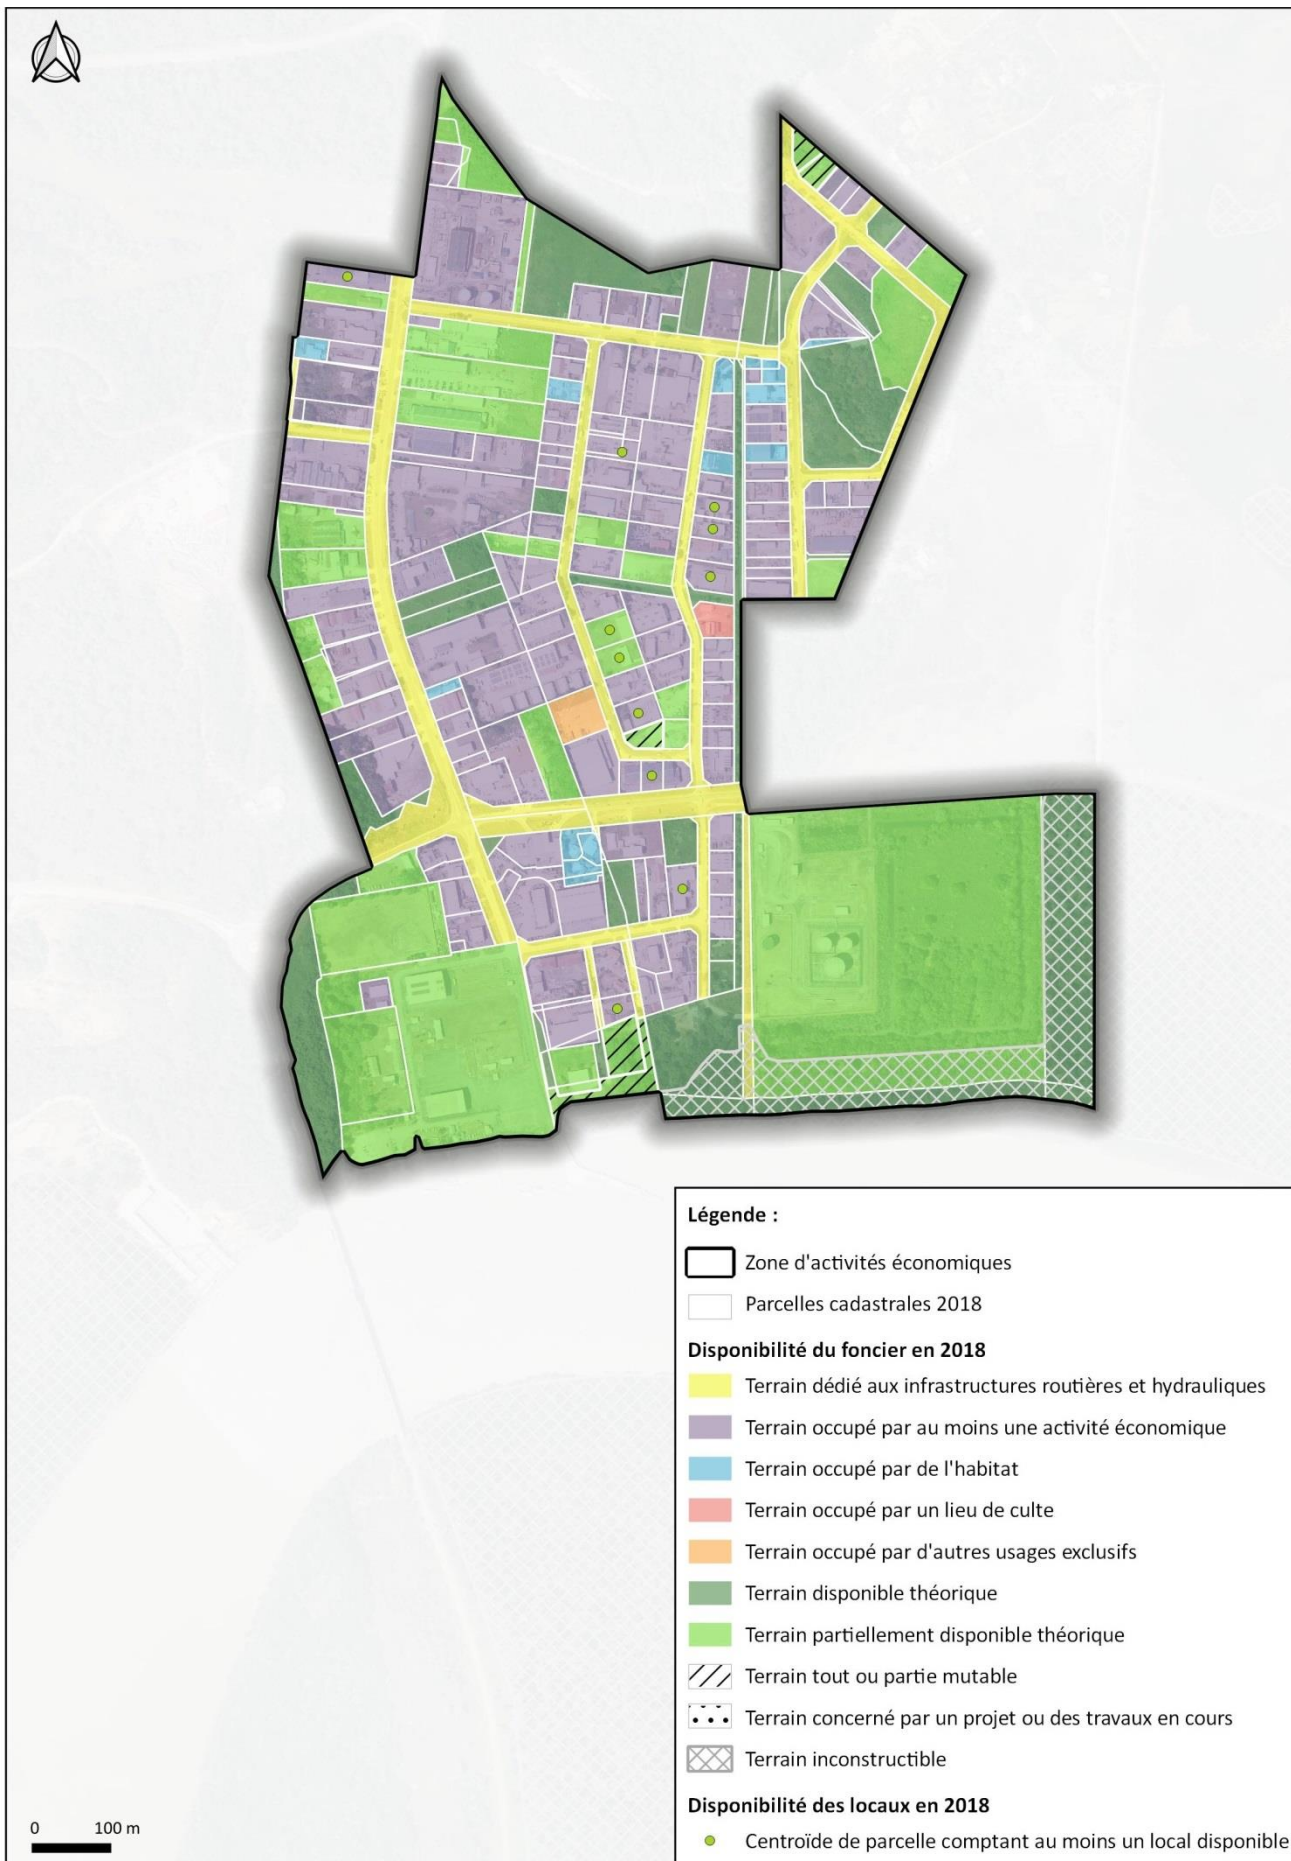 Légende :
Zone d'activités économiques
Parcelles cadastrales 2018
Disponibilité du foncier en 2018
Terrain dédié aux infrastructures routières et hydrauliques
Terrain occupé par au moins une activité économique
Terrain occupé par de l'habitat
Terrain occupé par un lieu de culte
Terrain occupé par d'autres usages exclusifs
Terrain disponible théorique
Terrain partiellement disponible théorique
Terrain tout ou partie mutable
Terrain concerné par un projet ou des travaux en cours
Terrain inconstructible
Disponibilité des locaux en 2018
Centroïde de parcelle comptant au moins un local disponible
0 100 m